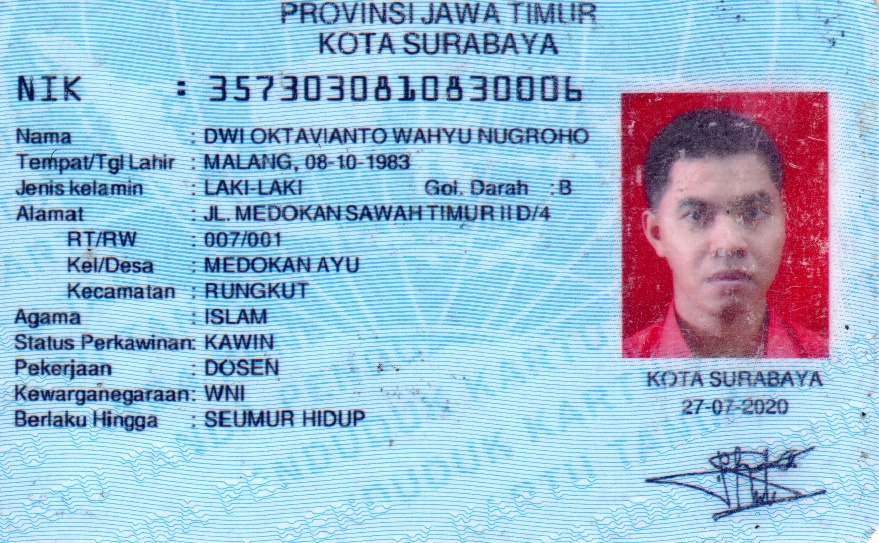 PROVINSI JAWA TIMUR
KOTA SURABAYA
NIK : 3573030810830006
Nama : DWI OKTAVIANTO WAHYU NUGROHO
Tempat/Tgl Lahir : MALANG, 08-10-1983
Jenis kelamin : LAKI-LAKI Gol. Darah : B
Alamat : JL. MEDOKAN SAWAH TIMUR II D/4
RT/RW : 007/001
Kel/Desa : MEDOKAN AYU
Kecamatan : RUNGKUT
Agama : ISLAM
Status Perkawinan: KAWIN
Pekerjaan : DOSEN
Kewarganegaraan: WNI
Berlaku Hingga : SEUMUR HIDUP
KOTA SURABAYA
27-07-2020